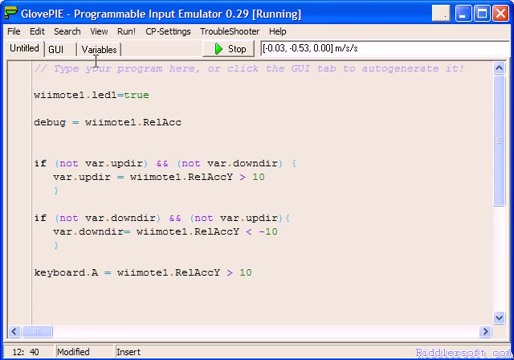 GlovePIE - Programmable Input Emulator 0.29 [Running]
File Edit Search View Run! CP-Settings TroubleShooter Help
Untitled GUI Variables Stop [-0.03, -0.53, 0.00] m/s/s
// Type your program here, or click the GUI tab to autogenerate it!
wiimote1.led1=true
debug = wiimote1.RelAcc
if (not var.updir) && (not var.downdir) {
var.updir = wiimote1.RelAccY > 10
}
if (not var.downdir) && (not var.updir){
var.downdir= wiimote1.RelAccY < -10
}
keyboard.A = wiimote1.RelAccY > 10
12: 40 Modified Insert
Riddlersoft.com